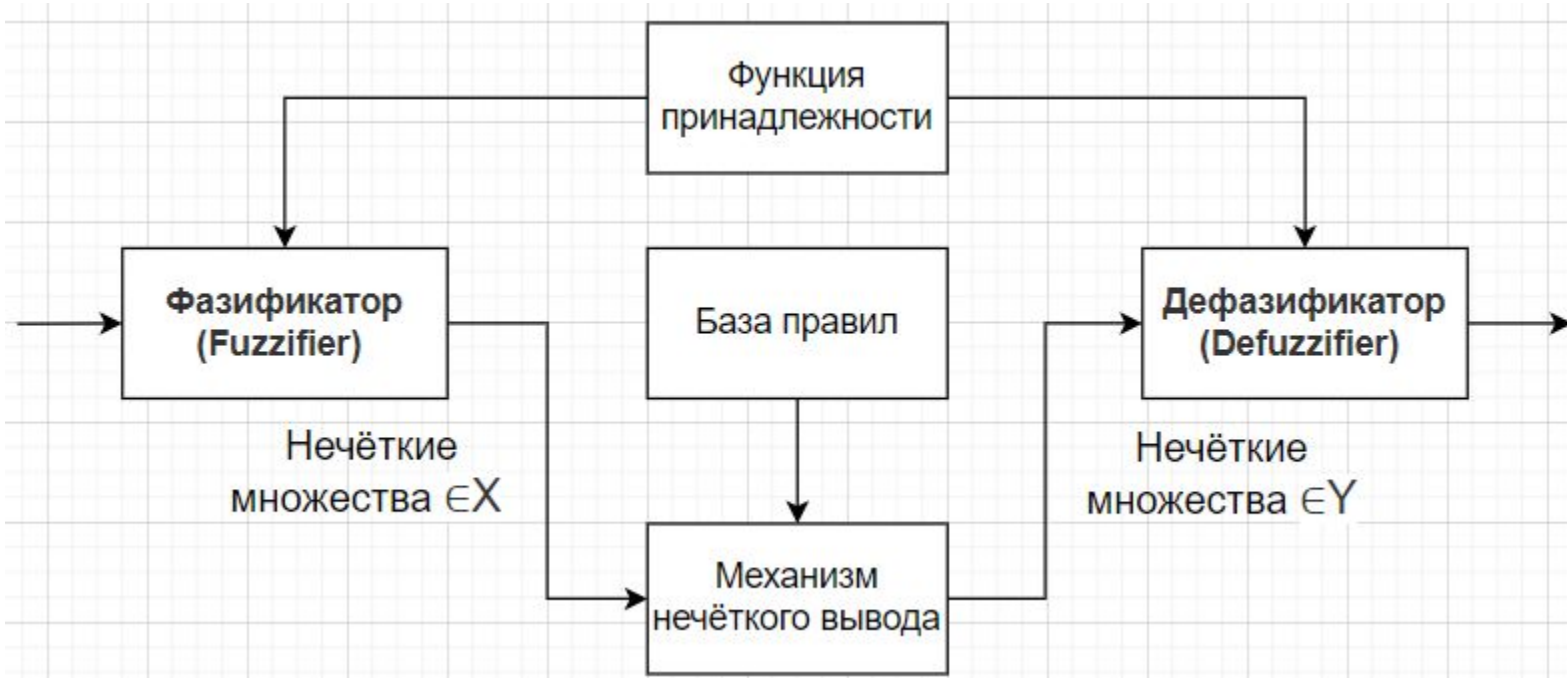 Функция
принадлежности
Фазификатор
(Fuzzifier)
База правил
Дефазификатор
(Defuzzifier)
Нечёткие
множества ∈X
Нечёткие
множества ∈Y
Механизм
нечёткого вывода